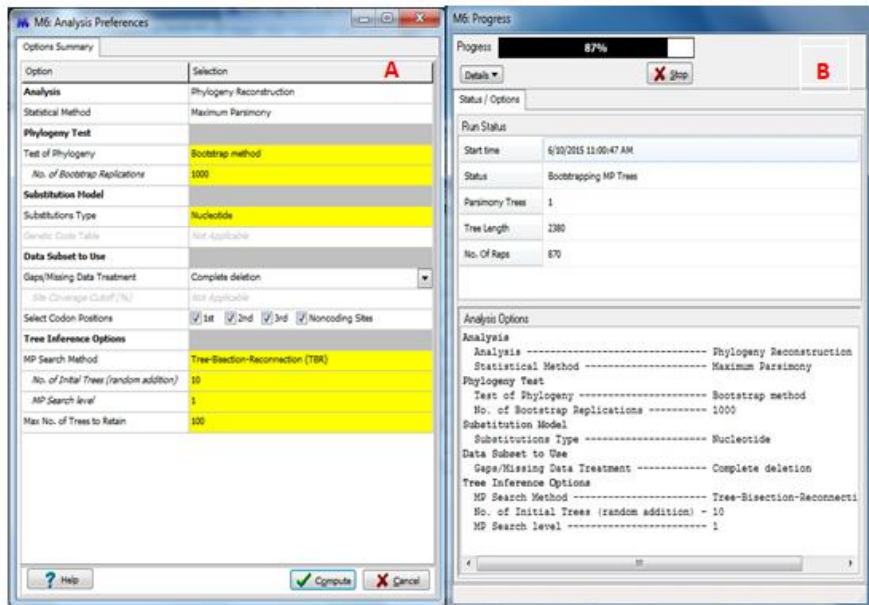 M6: Analysis Preferences
Options Summary
A
Option Selection
Analysis Phylogeny Reconstruction
Statistical Method Maximum Parsimony
Phylogeny Test
Test of Phylogeny Bootstrap method
No. of Bootstrap Replications 1000
Substitution Model
Substitutions Type Nucleotide
Genetic Code Table Not Applicable
Data Subset to Use
Gaps/Missing Data Treatment Complete deletion
Site Coverage Cutoff (%) Not Applicable
Select Codon Positions 1st 2nd 3rd Noncoding Sites
Tree Inference Options
MP Search Method Tree-Bisection-Reconnection (TBR)
No. of Initial Trees (random addition) 10
MP Search level 1
Max No. of Trees to Retain 100
? Help Compute Cancel
M6: Progress
Progress 87%
Details Stop
B
Status / Options
Run Status
Start time 6/10/2015 11:00:47 AM
Status Bootstrapping MP Trees
Parsimony Trees 1
Tree Length 2380
No. Of Reps 870
Analysis Options
Analysis
Analysis ------------------------------- Phylogeny Reconstruction
Statistical Method --------------------- Maximum Parsimony
Phylogeny Test
Test of Phylogeny ---------------------- Bootstrap method
No. of Bootstrap Replications ---------- 1000
Substitution Model
Substitutions Type --------------------- Nucleotide
Data Subset to Use
Gaps/Missing Data Treatment ------------ Complete deletion
Tree Inference Options
MP Search Method ----------------------- Tree-Bisection-Reconnecti
No. of Initial Trees (random addition) - 10
MP Search level ------------------------ 1